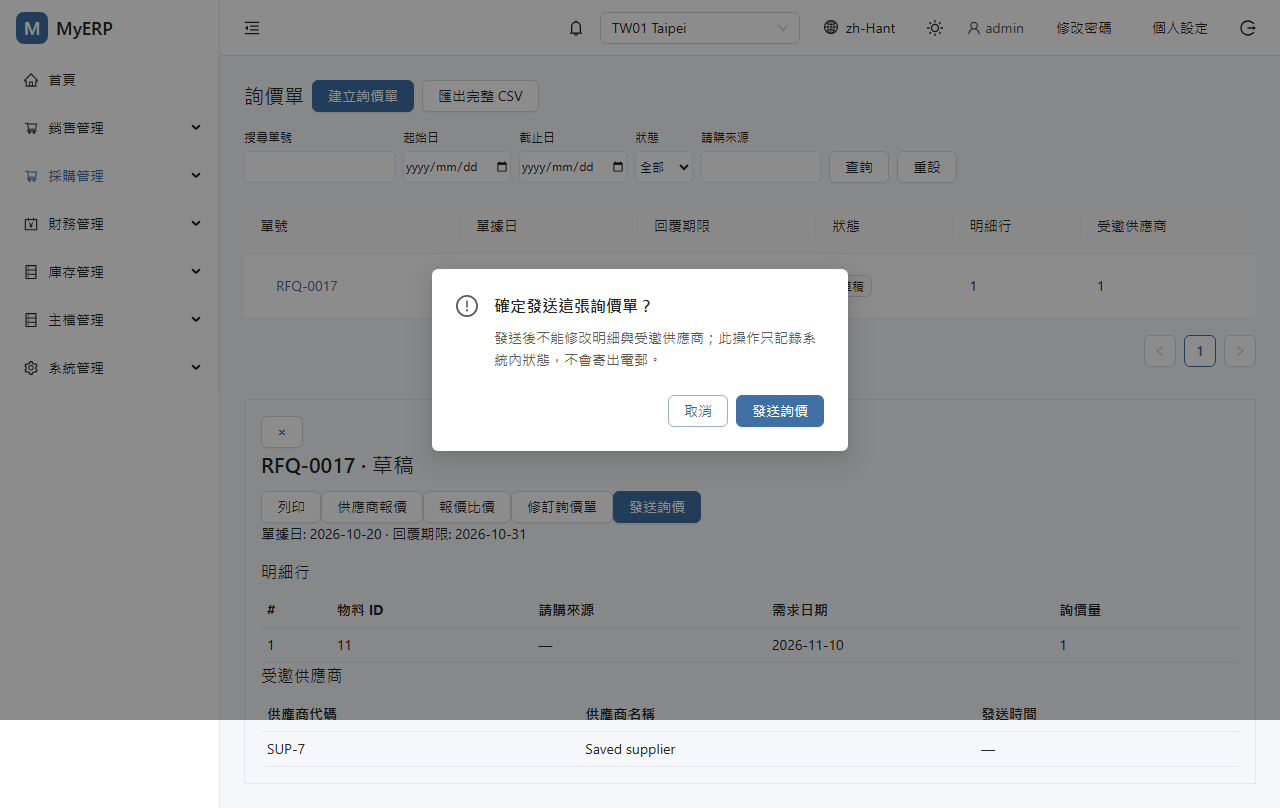 M MyERP
TW01 Taipei
zh-Hant
admin
修改密碼
個人設定
首頁
銷售管理
採購管理
財務管理
庫存管理
主檔管理
系統管理
詢價單
建立詢價單
匯出完整 CSV
搜尋單號
起始日
截止日
狀態
請購來源
yyyy/mm/dd
yyyy/mm/dd
全部
查詢
重設
單號 單據日 回覆期限 狀態 明細行 受邀供應商
RFQ-0017 稿 1 1
1
確定發送這張詢價單？
發送後不能修改明細與受邀供應商；此操作只記錄系
統內狀態，不會寄出電郵。
取消 發送詢價
×
RFQ-0017 · 草稿
列印 供應商報價 報價比價 修訂詢價單 發送詢價
單據日: 2026-10-20 · 回覆期限: 2026-10-31
明細行
# 物料 ID 請購來源 需求日期 詢價量
1 11 — 2026-11-10 1
受邀供應商
供應商代碼 供應商名稱 發送時間
SUP-7 Saved supplier —